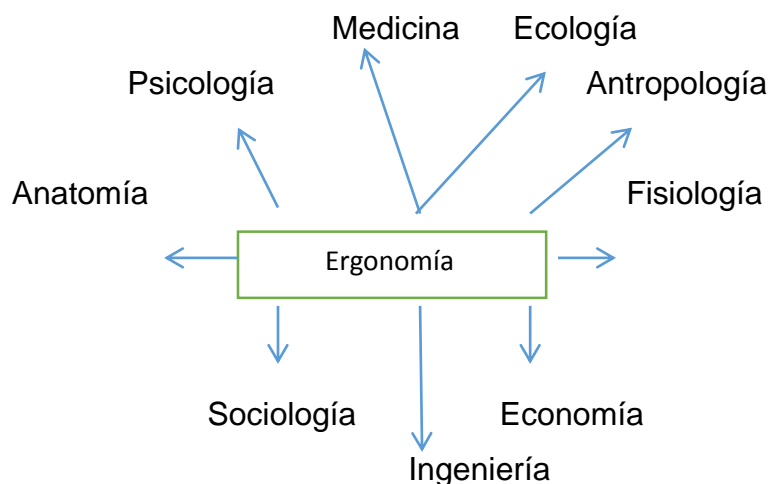 Medicina
Ecología
Psicología
Antropología
Anatomía
Fisiología
Ergonomía
Sociología
Economía
Ingeniería